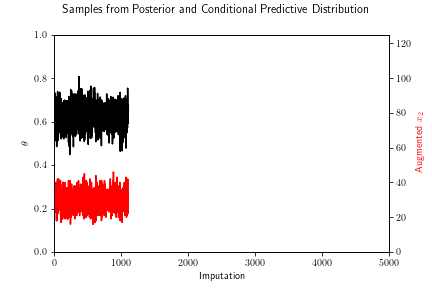 Samples from Posterior and Conditional Predictive Distribution
1.0
0.8
0.6
0.4
0.2
0.0
θ
120
100
80
60
40
20
0
Augmented x₂
0 1000 2000 3000 4000 5000
Imputation